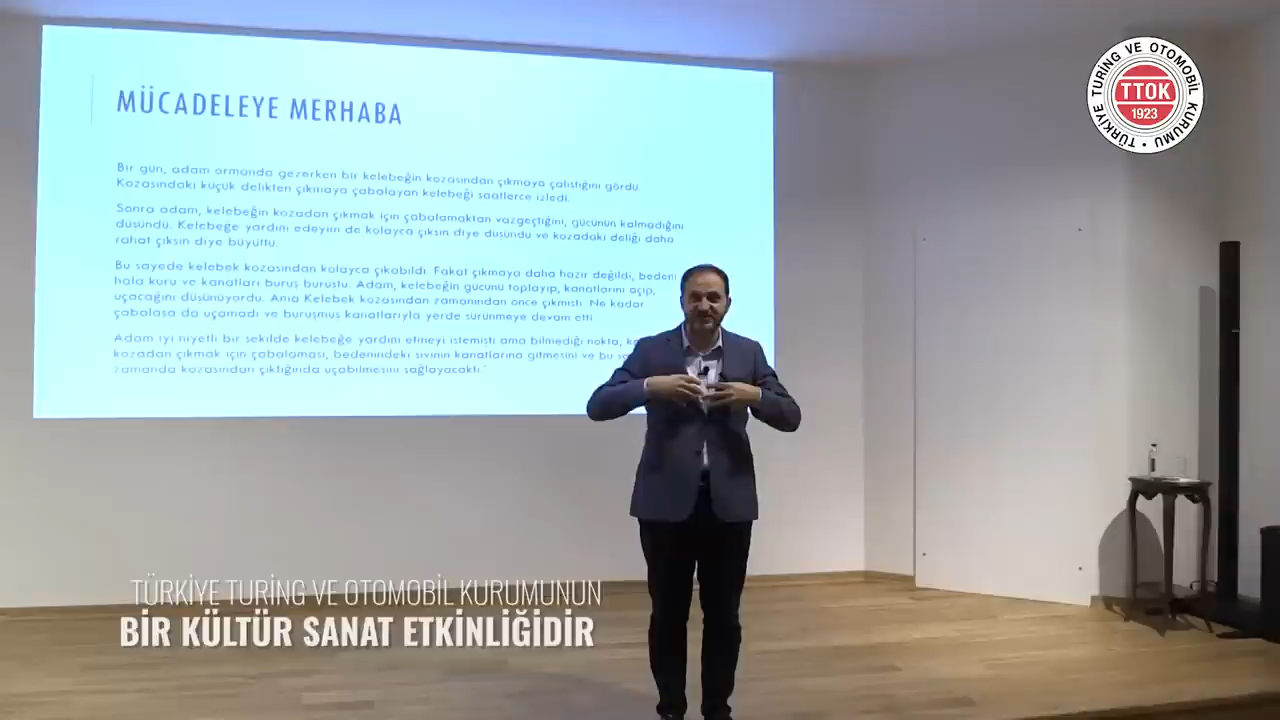 MÜCADELEYE MERHABA
Bir gün, adam ormanda gezerken bir kelebeğin kozasından çıkmaya çalıştığını gördü.
Kozasındaki küçük delikten çıkmaya çabalayan kelebeği saatlerce izledi.
Sonra adam, kelebeğin kozadan çıkmak için çabalamaktan vazgeçtiğini, gücünün kalmadığını
düşündü. Kelebeğe yardım edeyim de kolayca çıksın diye düşündü ve kozadaki deliği daha
rahat çıksın diye büyüttü.
Bu sayede kelebek kozasından kolayca çıkabildi. Fakat çıkmaya daha hazır değildi, bedeni
hala kuru ve kanatları buruş buruştu. Adam, kelebeğin gücünü toplayıp, kanatlarını açıp,
uçacağını düşünüyordu. Ama Kelebek kozasından zamanından önce çıkmıştı. Ne kadar
çabalasa da uçamadı ve buruşmuş kanatlarıyla yerde sürünmeye devam etti.
Adam iyi niyetli bir şekilde kelebeğe yardım etmeyi istemişti ama bilmediği nokta,
kozadan çıkmak için çabalaması, bedenindeki sıvının kanatlarına gitmesini ve bu
zamanda kozasından çıktığında uçabilmesini sağlayacaktı.'
TÜRKİYE TURİNG VE OTOMOBİL KURUMU
TTOK
1923
TÜRKİYE TURİNG VE OTOMOBİL KURUMUNUN
BİR KÜLTÜR SANAT ETKİNLİĞİDİR